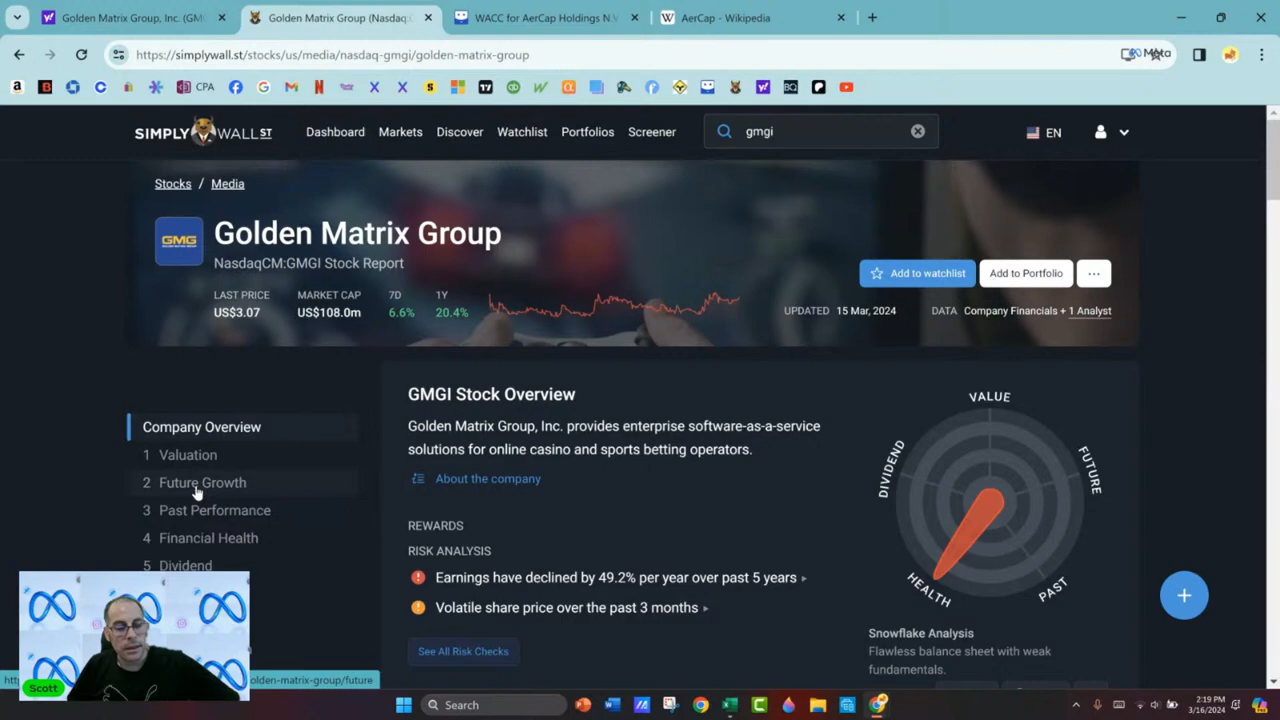 Golden Matrix Group, Inc. (GM
Golden Matrix Group (Nasdaq:
WACC for AerCap Holdings N.V
AerCap - Wikipedia
https://simplywall.st/stocks/us/media/nasdaq-gmgi/golden-matrix-group
Meta
CPA
SIMPLY WALL ST
Dashboard
Markets
Discover
Watchlist
Portfolios
Screener
gmgi
EN
Stocks / Media
GMG
Golden Matrix Group
NasdaqCM:GMGI Stock Report
Add to watchlist
Add to Portfolio
LAST PRICE
US$3.07
MARKET CAP
US$108.0m
7D
6.6%
1Y
20.4%
UPDATED 15 Mar, 2024
DATA Company Financials + 1 Analyst
Company Overview
1 Valuation
2 Future Growth
3 Past Performance
4 Financial Health
5 Dividend
GMGI Stock Overview
Golden Matrix Group, Inc. provides enterprise software-as-a-service
solutions for online casino and sports betting operators.
About the company
REWARDS
RISK ANALYSIS
Earnings have declined by 49.2% per year over past 5 years
Volatile share price over the past 3 months
See All Risk Checks
VALUE
FUTURE
PAST
HEALTH
DIVIDEND
Snowflake Analysis
Flawless balance sheet with weak
fundamentals.
Scott
olden-matrix-group/future
Search
2:19 PM
3/16/2024